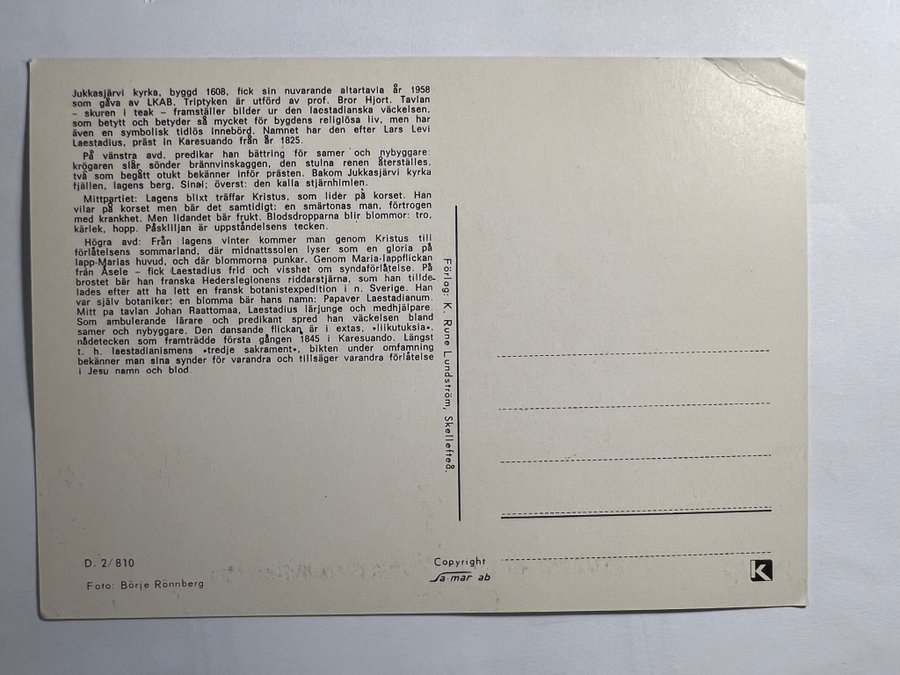 Jukkasjärvi kyrka, byggd 1608, fick sin nuvarande altartavla år 1958
som gåva av LKAB. Triptyken är utförd av prof. Bror Hjort. Tavlan
– skuren i teak – framställer bilder ur den laestadianska väckelsen,
som betytt och betyder så mycket för bygdens religiösa liv, men har
även en symbolisk tidlös innebörd. Namnet har den efter Lars Levi
Laestadius, präst in Karesuando från år 1825.
På vänstra avd. predikar han bättring för samer och nybyggare:
krögaren slår sönder brännvinskaggen, den stulna renen återställes,
två som begått otukt bekänner inför prästen. Bakom Jukkasjärvi kyrka
fjällen, lagens berg, Sinai; överst: den kalla stjärnhimlen.
Mittpartiet: Lagens blixt träffar Kristus, som lider på korset. Han
vilar på korset men bär det samtidigt: en smärtonas man, förtrogen
med krankhet. Men lidandet bär frukt. Blodsdropparna blir blommor: tro,
kärlek, hopp. Påskliljan är uppståndelsens tecken.
Högra avd: Från lagens vinter kommer man genom Kristus till
förlåtelsens sommarland, där midnattssolen lyser som en gloria på
lapp-Marias huvud, och där blommorna punkar. Genom Maria-lappflickan
från Åsele – fick Laestadius frid och visshet om syndaförlåtelse. På
brostet bär han franska Hederslegionens riddarstjärna, som han tillde-
lades efter att ha lett en fransk botanistexpedition i n. Sverige. Han
var själv botaniker: en blomma bär hans namn: Papaver Laestadianum.
Mitt pa tavlan Johan Raattomaa, Laestadius lärjunge och medhjälpare.
Som ambulerande lärare och predikant spred han väckelsen bland
samer och nybyggare. Den dansande flickan är i extas, »liikutuksia»,
nådetecken som framträdde första gången 1845 i Karesuando. Längst
t. h. laestadianismens »tredje sakrament», bikten under omfamning
bekänner man sina synder för varandra och tillsäger varandra förlåtelse
i Jesu namn och blod
Förlag: K. Rune Lundström, Skellefteå.
D. 2/810
Foto: Börje Rönnberg
Copyright
Sa-mar ab
K